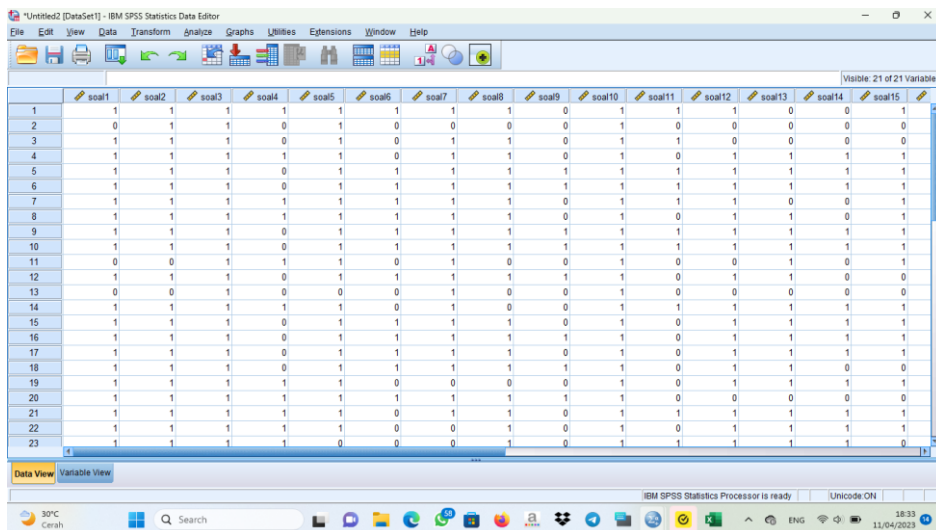 *Untitled2 [DataSet1] - IBM SPSS Statistics Data Editor
File Edit View Data Transform Analyze Graphs Utilities Extensions Window Help
Visible: 21 of 21 Variable
soal1 soal2 soal3 soal4 soal5 soal6 soal7 soal8 soal9 soal10 soal11 soal12 soal13 soal14 soal15
1 1 1 1 1 1 1 1 1 0 1 1 1 0 0 1
2 0 1 1 0 1 0 0 0 0 1 0 0 0 0 0
3 1 1 1 0 1 0 1 1 0 1 1 0 0 0 0
4 1 1 1 1 1 0 1 1 0 1 0 1 1 1 1
5 1 1 1 0 1 1 1 1 1 1 1 1 1 1 1
6 1 1 1 0 1 1 1 1 1 1 1 1 1 1 1
7 1 1 1 1 1 1 1 1 0 1 1 1 0 0 1
8 1 1 1 1 1 1 1 1 0 1 0 1 1 0 1
9 1 1 1 0 1 1 1 1 1 1 1 1 1 1 1
10 1 1 1 0 1 1 1 1 1 1 1 1 1 1 1
11 0 0 1 1 1 0 1 0 0 1 0 0 1 0 1
12 1 1 1 0 1 1 1 1 1 1 0 1 1 0 0
13 0 0 1 0 0 0 1 0 0 1 0 0 0 0 0
14 1 1 1 1 1 0 1 0 0 1 1 1 1 1 1
15 1 1 1 0 1 1 1 1 0 1 0 1 1 1 1
16 1 1 1 0 1 1 1 1 1 1 0 1 1 1 1
17 1 1 1 0 1 1 1 1 0 1 0 1 1 1 1
18 1 1 1 0 1 1 1 1 1 1 0 1 1 0 0
19 1 1 1 1 1 0 0 0 0 1 0 1 1 1 1
20 1 1 1 1 1 1 1 1 1 1 0 0 0 0 0
21 1 1 1 1 1 0 1 1 0 1 1 1 1 1 1
22 1 1 1 1 1 0 1 1 0 1 0 1 1 1 1
23 1 1 1 1 0 0 0 1 0 1 1 1 1 1 0
Data View Variable View
IBM SPSS Statistics Processor is ready Unicode:ON
30°C
Cerah
Search
58
ENG
18:33
11/04/2023